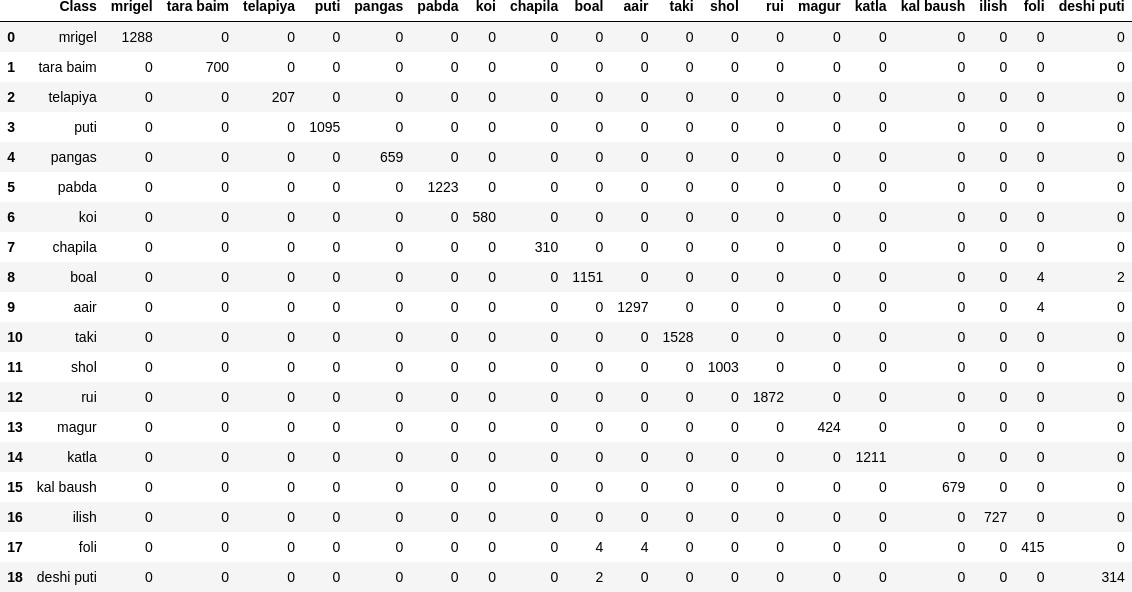 Class mrigel tara baim telapiya puti pangas pabda koi chapila boal aair taki shol rui magur katla kal baush ilish foli deshi puti
0 mrigel 1288 0 0 0 0 0 0 0 0 0 0 0 0 0 0 0 0 0 0
1 tara baim 0 700 0 0 0 0 0 0 0 0 0 0 0 0 0 0 0 0 0
2 telapiya 0 0 207 0 0 0 0 0 0 0 0 0 0 0 0 0 0 0 0
3 puti 0 0 0 1095 0 0 0 0 0 0 0 0 0 0 0 0 0 0 0
4 pangas 0 0 0 0 659 0 0 0 0 0 0 0 0 0 0 0 0 0 0
5 pabda 0 0 0 0 0 1223 0 0 0 0 0 0 0 0 0 0 0 0 0
6 koi 0 0 0 0 0 0 580 0 0 0 0 0 0 0 0 0 0 0 0
7 chapila 0 0 0 0 0 0 0 310 0 0 0 0 0 0 0 0 0 0 0
8 boal 0 0 0 0 0 0 0 0 1151 0 0 0 0 0 0 0 0 4 2
9 aair 0 0 0 0 0 0 0 0 0 1297 0 0 0 0 0 0 0 4 0
10 taki 0 0 0 0 0 0 0 0 0 0 1528 0 0 0 0 0 0 0 0
11 shol 0 0 0 0 0 0 0 0 0 0 0 1003 0 0 0 0 0 0 0
12 rui 0 0 0 0 0 0 0 0 0 0 0 0 1872 0 0 0 0 0 0
13 magur 0 0 0 0 0 0 0 0 0 0 0 0 0 424 0 0 0 0 0
14 katla 0 0 0 0 0 0 0 0 0 0 0 0 0 0 1211 0 0 0 0
15 kal baush 0 0 0 0 0 0 0 0 0 0 0 0 0 0 0 679 0 0 0
16 ilish 0 0 0 0 0 0 0 0 0 0 0 0 0 0 0 0 727 0 0
17 foli 0 0 0 0 0 0 0 0 4 4 0 0 0 0 0 0 0 415 0
18 deshi puti 0 0 0 0 0 0 0 0 2 0 0 0 0 0 0 0 0 0 314